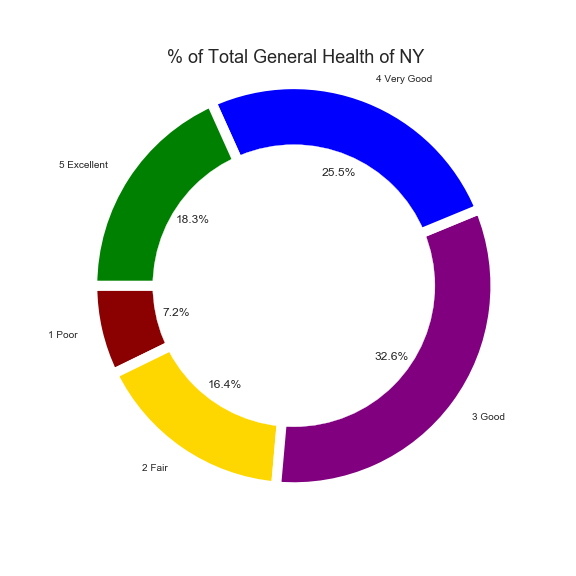 % of Total General Health of NY
4 Very Good
25.5%
5 Excellent
18.3%
1 Poor
7.2%
32.6%
3 Good
16.4%
2 Fair